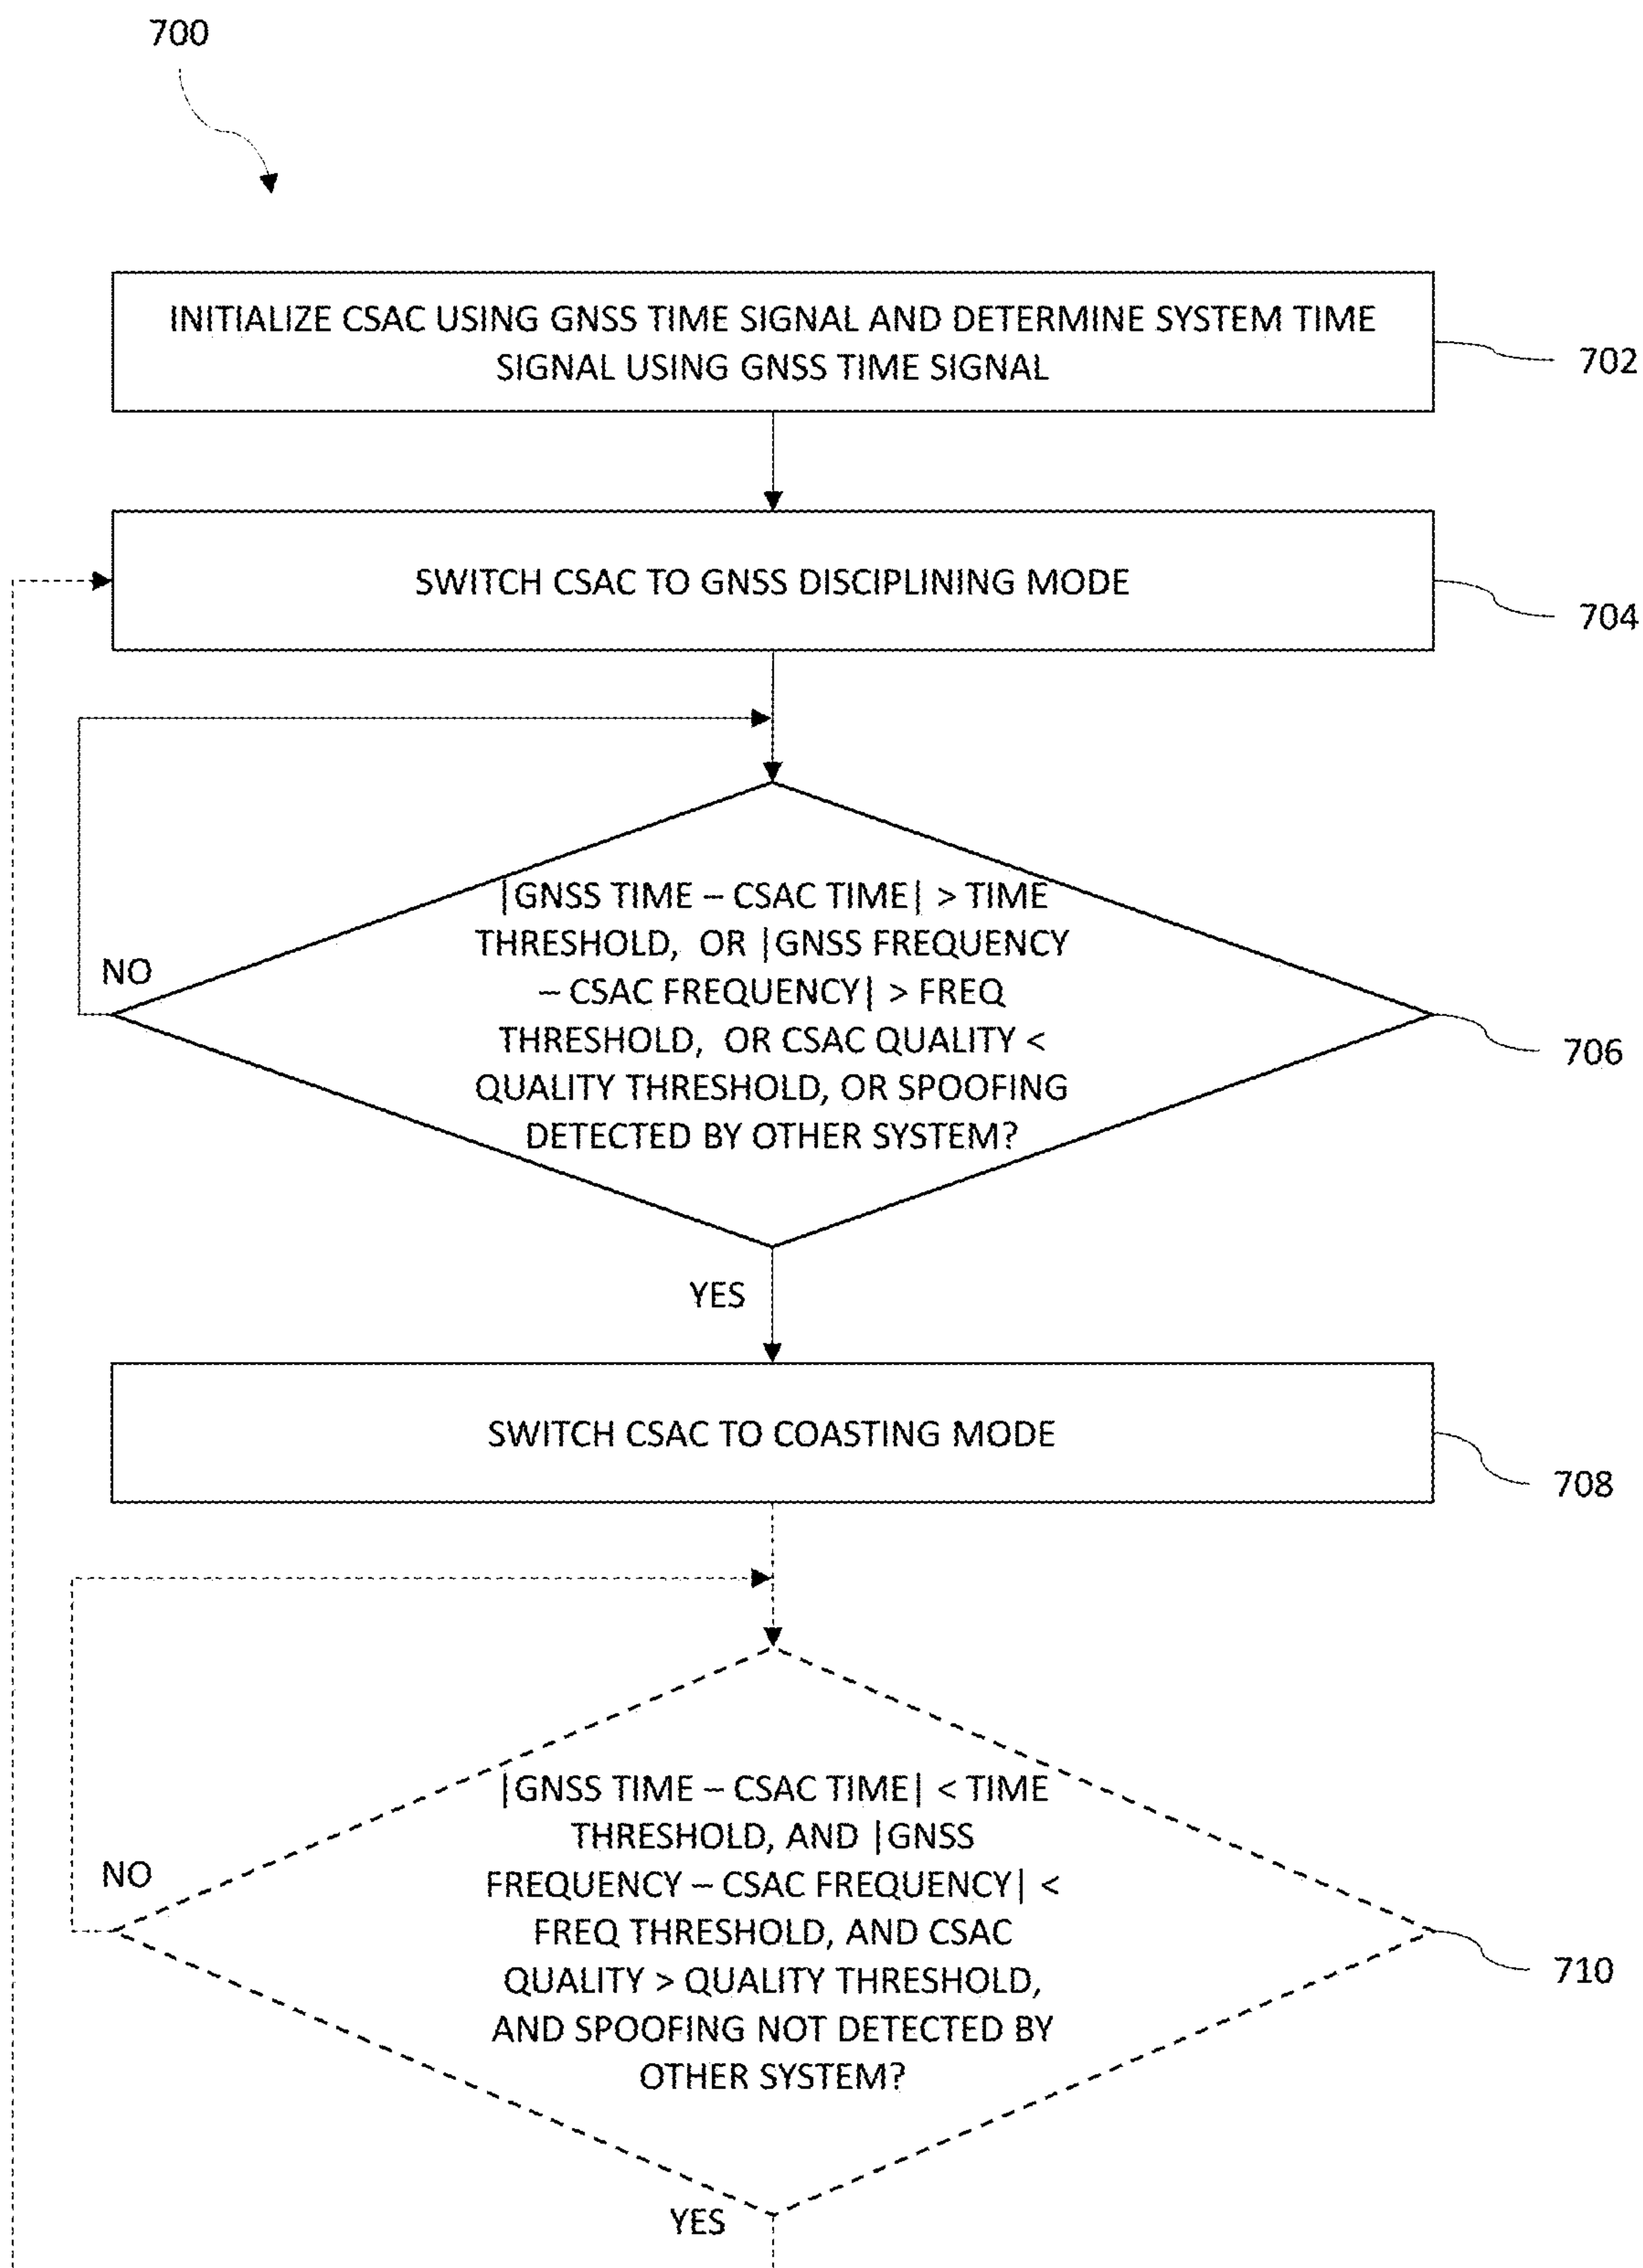 700
INITIALIZE CSAC USING GNSS TIME SIGNAL AND DETERMINE SYSTEM TIME
SIGNAL USING GNSS TIME SIGNAL
702
SWITCH CSAC TO GNSS DISCIPLINING MODE
704
|GNSS TIME – CSAC TIME| > TIME
THRESHOLD, OR |GNSS FREQUENCY
– CSAC FREQUENCY| > FREQ
THRESHOLD, OR CSAC QUALITY <
QUALITY THRESHOLD, OR SPOOFING
DETECTED BY OTHER SYSTEM?
NO
706
YES
SWITCH CSAC TO COASTING MODE
708
|GNSS TIME – CSAC TIME| < TIME
THRESHOLD, AND |GNSS
FREQUENCY – CSAC FREQUENCY| <
FREQ THRESHOLD, AND CSAC
QUALITY > QUALITY THRESHOLD,
AND SPOOFING NOT DETECTED BY
OTHER SYSTEM?
NO
710
YES